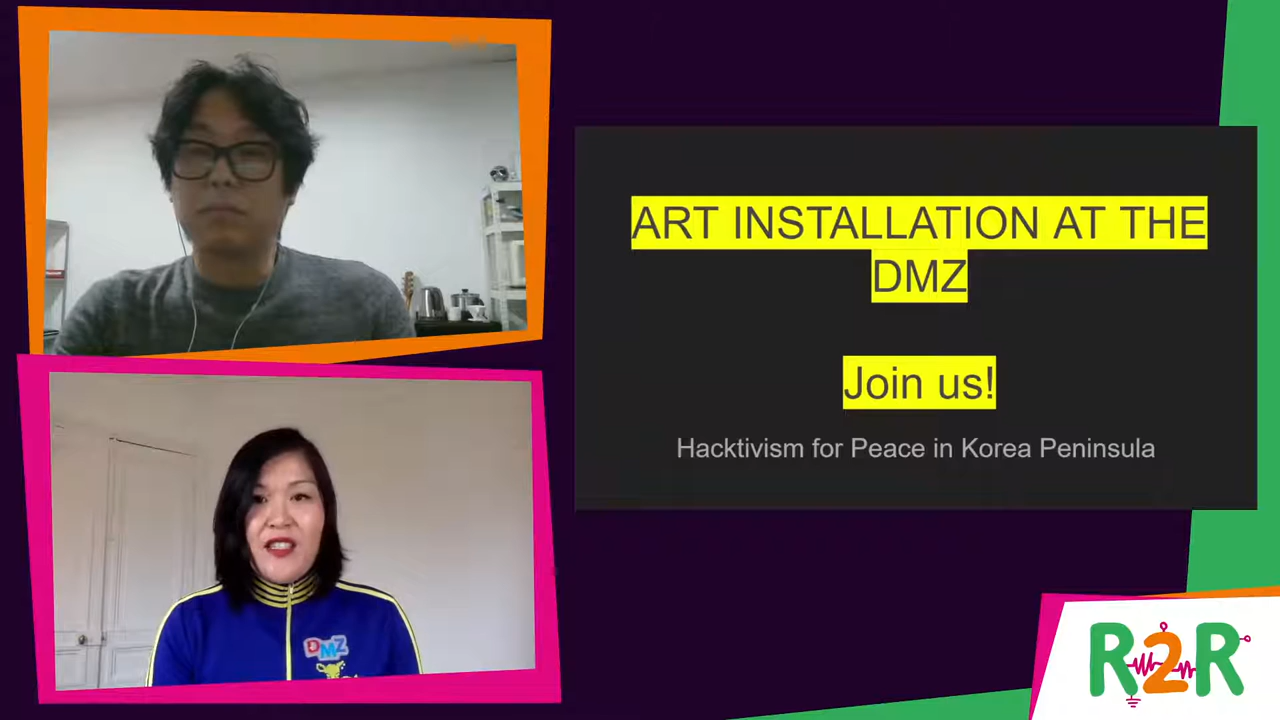 ART INSTALLATION AT THE
DMZ
Join us!
Hacktivism for Peace in Korea Peninsula
DMZ
R2R